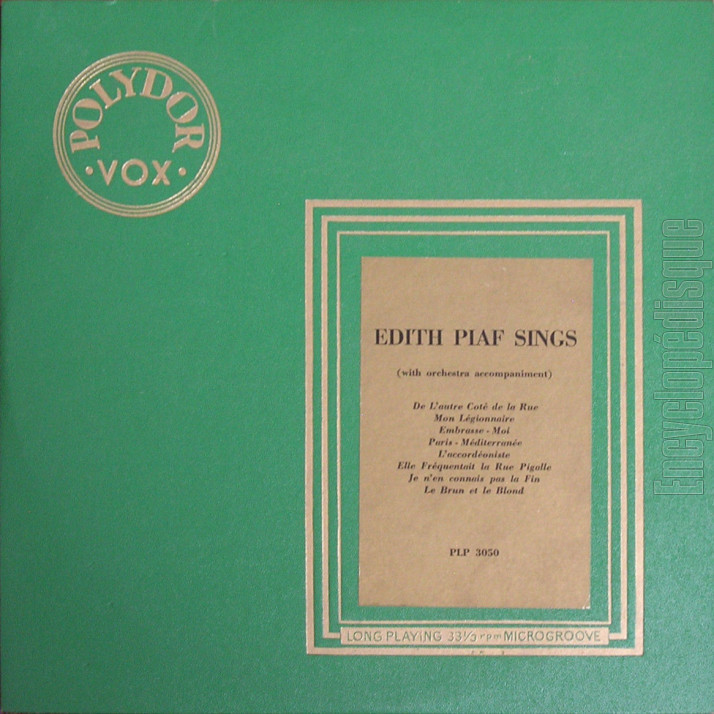 POLYDOR
• VOX •
EDITH PIAF SINGS
(with orchestra accompaniment)
De L'autre Coté de la Rue
Mon Légionnaire
Embrasse - Moi
Paris - Méditerranée
L'accordéoniste
Elle Fréquentait la Rue Pigalle
Je n'en connais pas la Fin
Le Brun et le Blond
PLP 3050
LONG PLAYING 33⅓ rpm MICROGROOVE
Encyclopédisque